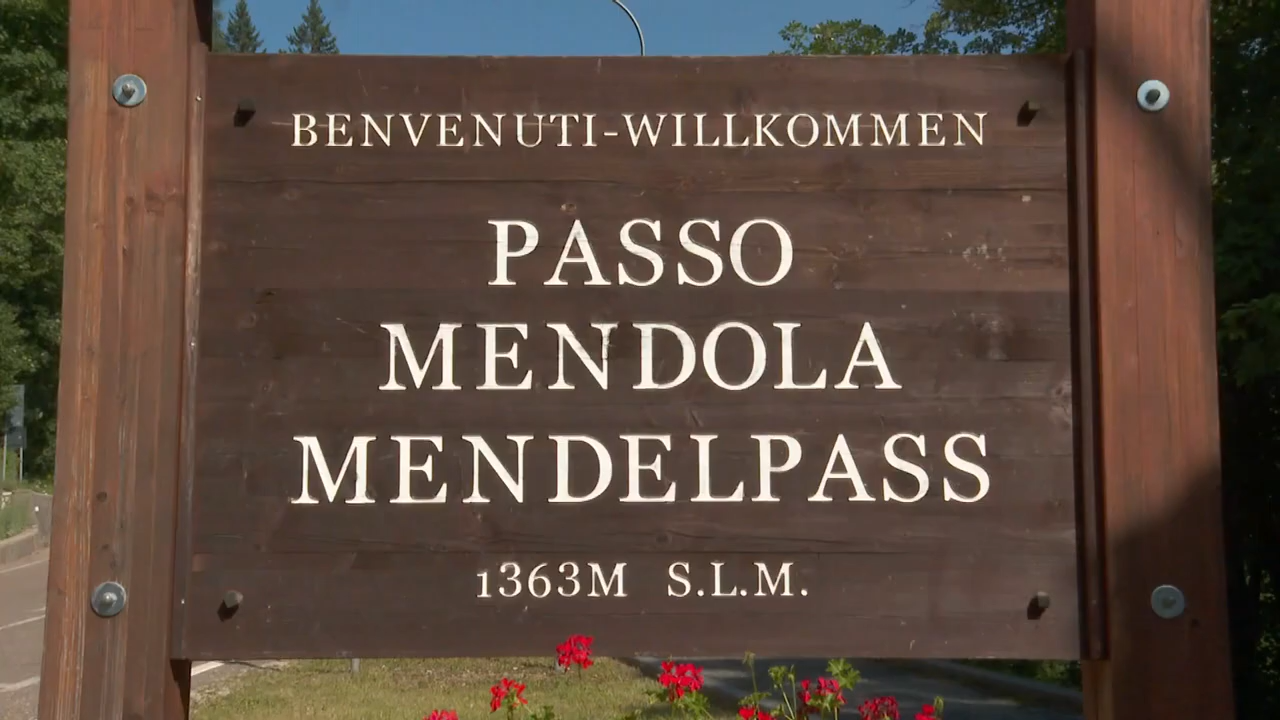 BENVENUTI-WILLKOMMEN
PASSO
MENDOLA
MENDELPASS
1363M S.L.M.